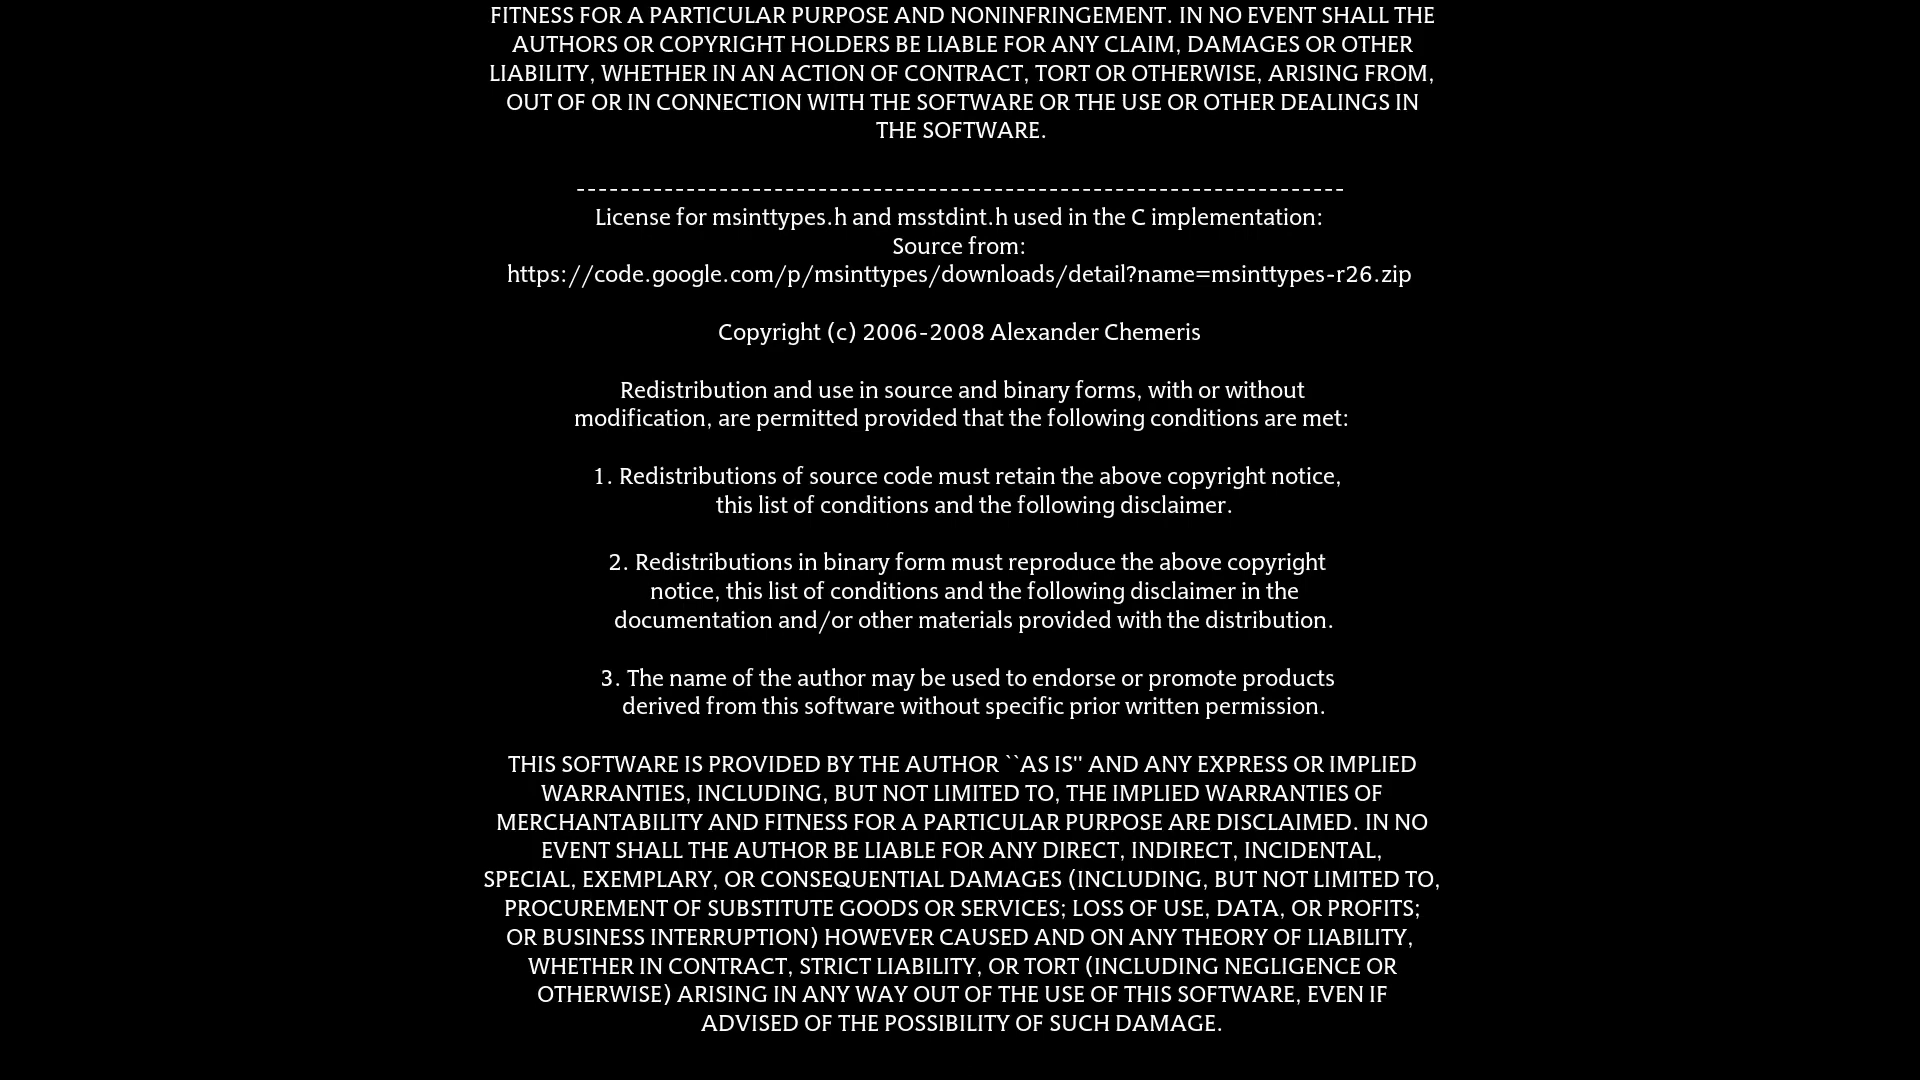 FITNESS FOR A PARTICULAR PURPOSE AND NONINFRINGEMENT. IN NO EVENT SHALL THE
AUTHORS OR COPYRIGHT HOLDERS BE LIABLE FOR ANY CLAIM, DAMAGES OR OTHER
LIABILITY, WHETHER IN AN ACTION OF CONTRACT, TORT OR OTHERWISE, ARISING FROM,
OUT OF OR IN CONNECTION WITH THE SOFTWARE OR THE USE OR OTHER DEALINGS IN
THE SOFTWARE.
----------------------------------------------------------------------
License for msinttypes.h and msstdint.h used in the C implementation:
Source from:
https://code.google.com/p/msinttypes/downloads/detail?name=msinttypes-r26.zip
Copyright (c) 2006-2008 Alexander Chemeris
Redistribution and use in source and binary forms, with or without
modification, are permitted provided that the following conditions are met:
1. Redistributions of source code must retain the above copyright notice,
this list of conditions and the following disclaimer.
2. Redistributions in binary form must reproduce the above copyright
notice, this list of conditions and the following disclaimer in the
documentation and/or other materials provided with the distribution.
3. The name of the author may be used to endorse or promote products
derived from this software without specific prior written permission.
THIS SOFTWARE IS PROVIDED BY THE AUTHOR ``AS IS'' AND ANY EXPRESS OR IMPLIED
WARRANTIES, INCLUDING, BUT NOT LIMITED TO, THE IMPLIED WARRANTIES OF
MERCHANTABILITY AND FITNESS FOR A PARTICULAR PURPOSE ARE DISCLAIMED. IN NO
EVENT SHALL THE AUTHOR BE LIABLE FOR ANY DIRECT, INDIRECT, INCIDENTAL,
SPECIAL, EXEMPLARY, OR CONSEQUENTIAL DAMAGES (INCLUDING, BUT NOT LIMITED TO,
PROCUREMENT OF SUBSTITUTE GOODS OR SERVICES; LOSS OF USE, DATA, OR PROFITS;
OR BUSINESS INTERRUPTION) HOWEVER CAUSED AND ON ANY THEORY OF LIABILITY,
WHETHER IN CONTRACT, STRICT LIABILITY, OR TORT (INCLUDING NEGLIGENCE OR
OTHERWISE) ARISING IN ANY WAY OUT OF THE USE OF THIS SOFTWARE, EVEN IF
ADVISED OF THE POSSIBILITY OF SUCH DAMAGE.